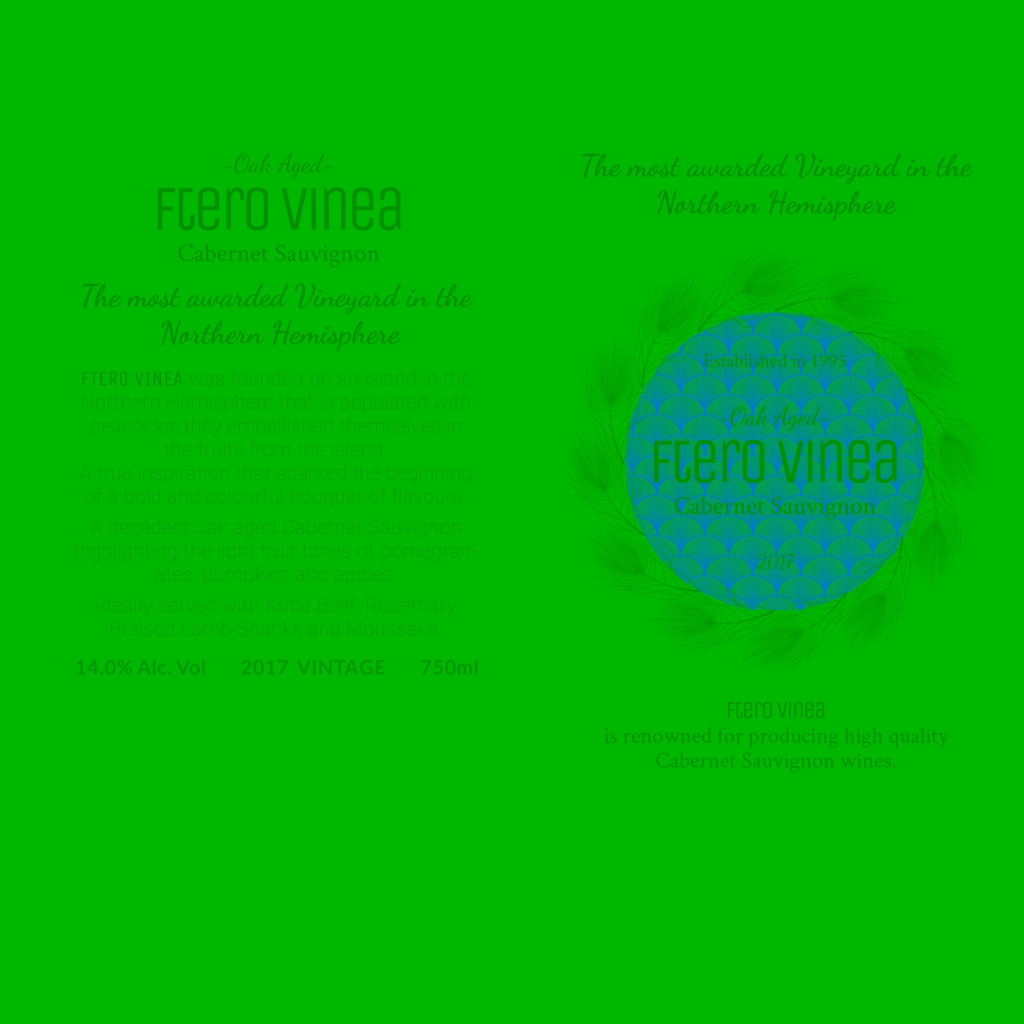 -Oak Aged-
Ftero Vinea
Cabernet Sauvignon
The most awarded Vineyard in the
Northern Hemisphere
FTERO VINEA was founded on an island in the
Northern Hemisphere that is populated with
peacocks, they embellished themselves in
the fruits from the island.
A true inspiration that sparked the beginning
of a bold and colourful bouquet of flavours.
A decadent oak aged Cabernet Sauvignon
highlighting the light fruit tones of pomegran-
ates, pumpkins and apples.
Ideally served with Kobe Beef, Rosemary
Braised Lamb Shanks and Moussaka.
14.0% Alc. Vol 2017 VINTAGE 750ml
The most awarded Vineyard in the
Northern Hemisphere
Established in 1995
-Oak Aged-
Ftero Vinea
Cabernet Sauvignon
2017
Ftero Vinea
is renowned for producing high quality
Cabernet Sauvignon wines.